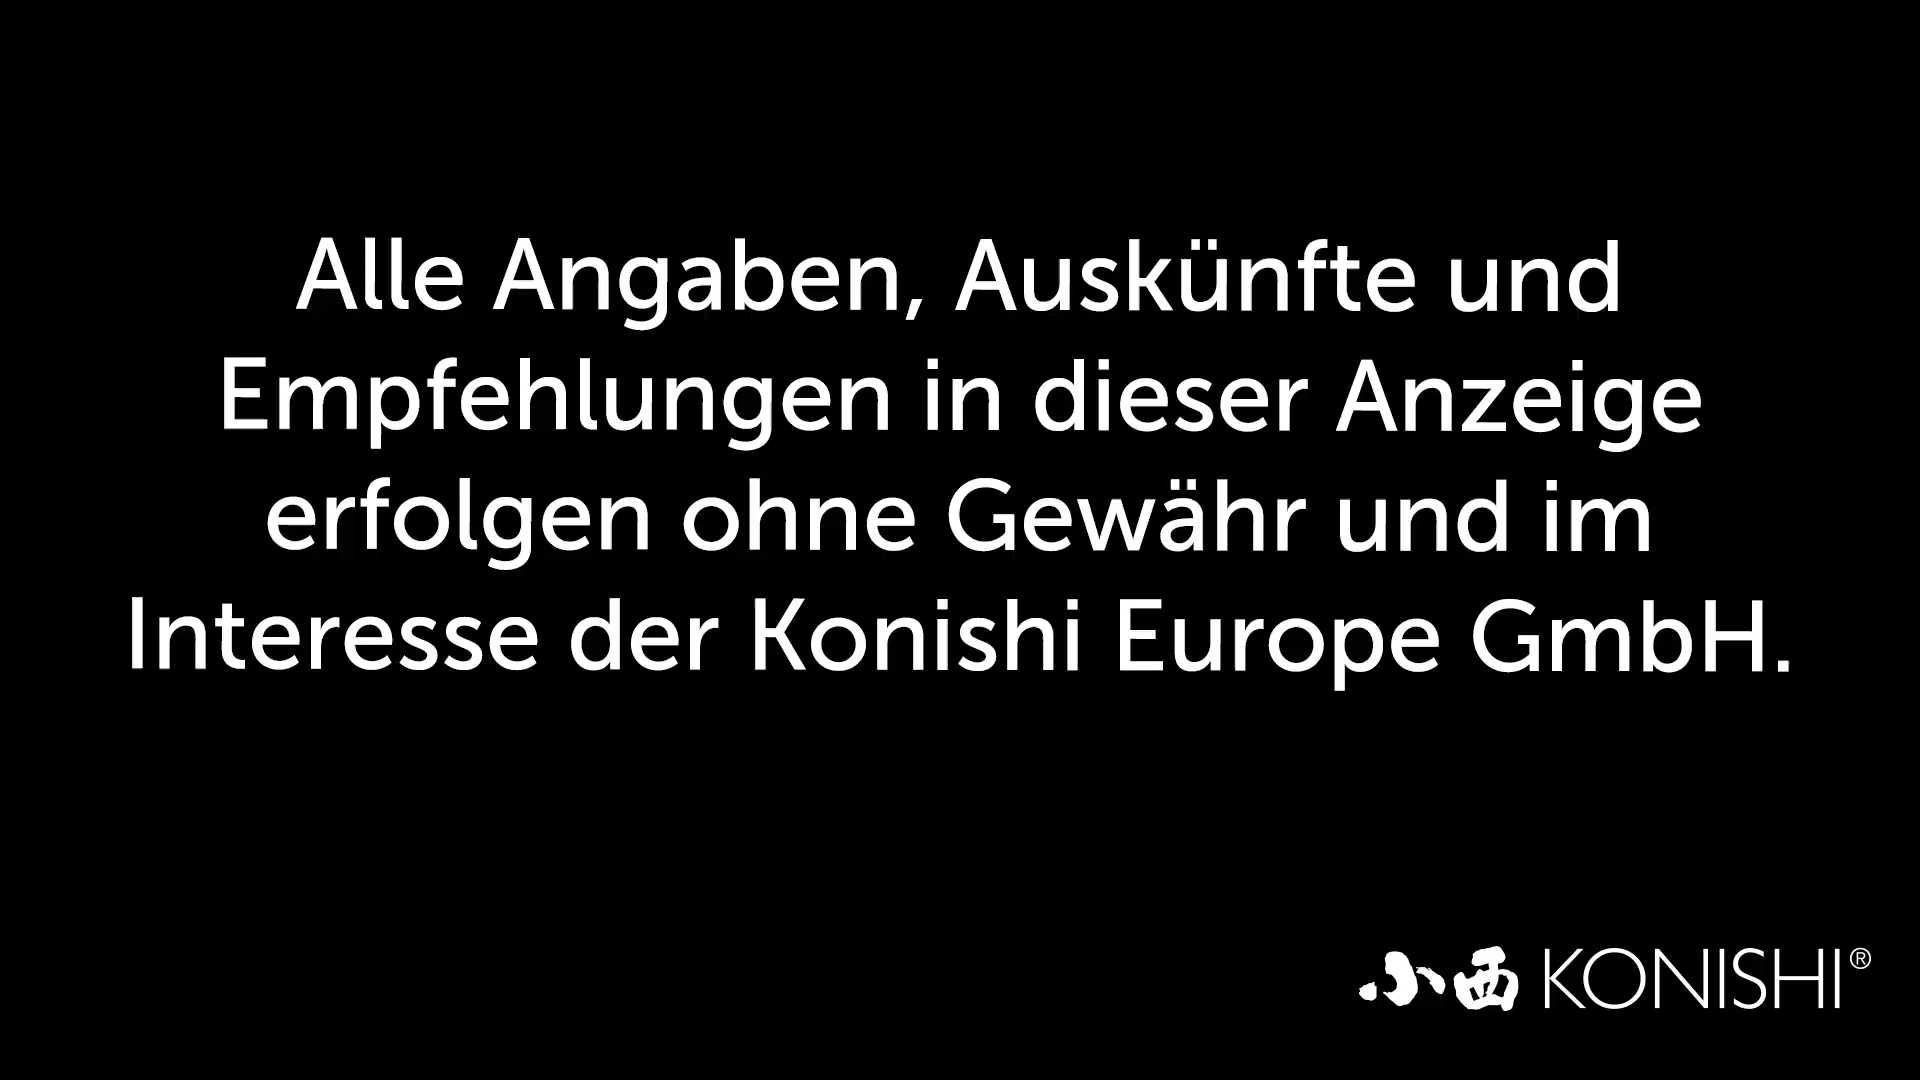 Alle Angaben, Auskünfte und
Empfehlungen in dieser Anzeige
erfolgen ohne Gewähr und im
Interesse der Konishi Europe GmbH.
小西 KONISHI®